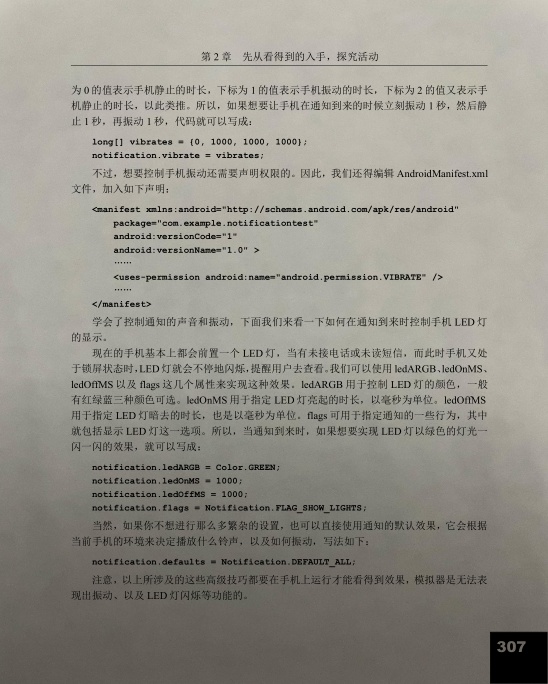 第 2 章　先从看得到的入手，探究活动
为 0 的值表示手机静止的时长，下标为 1 的值表示手机振动的时长，下标为 2 的值又表示手
机静止的时长，以此类推。所以，如果想要让手机在通知到来的时候立刻振动 1 秒，然后静
止 1 秒，再振动 1 秒，代码就可以写成：
long[] vibrates = {0, 1000, 1000, 1000};
notification.vibrate = vibrates;
不过，想要控制手机振动还需要声明权限的。因此，我们还得编辑 AndroidManifest.xml
文件，加入如下声明：
<manifest xmlns:android="http://schemas.android.com/apk/res/android"
package="com.example.notificationtest"
android:versionCode="1"
android:versionName="1.0" >
……
<uses-permission android:name="android.permission.VIBRATE" />
……
</manifest>
学会了控制通知的声音和振动，下面我们来看一下如何在通知到来时控制手机 LED 灯
的显示。
现在的手机基本上都会前置一个 LED 灯，当有未接电话或未读短信，而此时手机又处
于锁屏状态时，LED 灯就会不停地闪烁，提醒用户去查看。我们可以使用 ledARGB、ledOnMS、
ledOffMS 以及 flags 这几个属性来实现这种效果。ledARGB 用于控制 LED 灯的颜色，一般
有红绿蓝三种颜色可选。ledOnMS 用于指定 LED 灯亮起的时长，以毫秒为单位。ledOffMS
用于指定 LED 灯暗去的时长，也是以毫秒为单位。flags 可用于指定通知的一些行为，其中
就包括显示 LED 灯这一选项。所以，当通知到来时，如果想要实现 LED 灯以绿色的灯光一
闪一闪的效果，就可以写成：
notification.ledARGB = Color.GREEN;
notification.ledOnMS = 1000;
notification.ledOffMS = 1000;
notification.flags = Notification.FLAG_SHOW_LIGHTS;
当然，如果你不想进行那么多繁杂的设置，也可以直接使用通知的默认效果，它会根据
当前手机的环境来决定播放什么铃声，以及如何振动，写法如下：
notification.defaults = Notification.DEFAULT_ALL;
注意，以上所涉及的这些高级技巧都要在手机上运行才能看得到效果，模拟器是无法表
现出振动、以及 LED 灯闪烁等功能的。
307